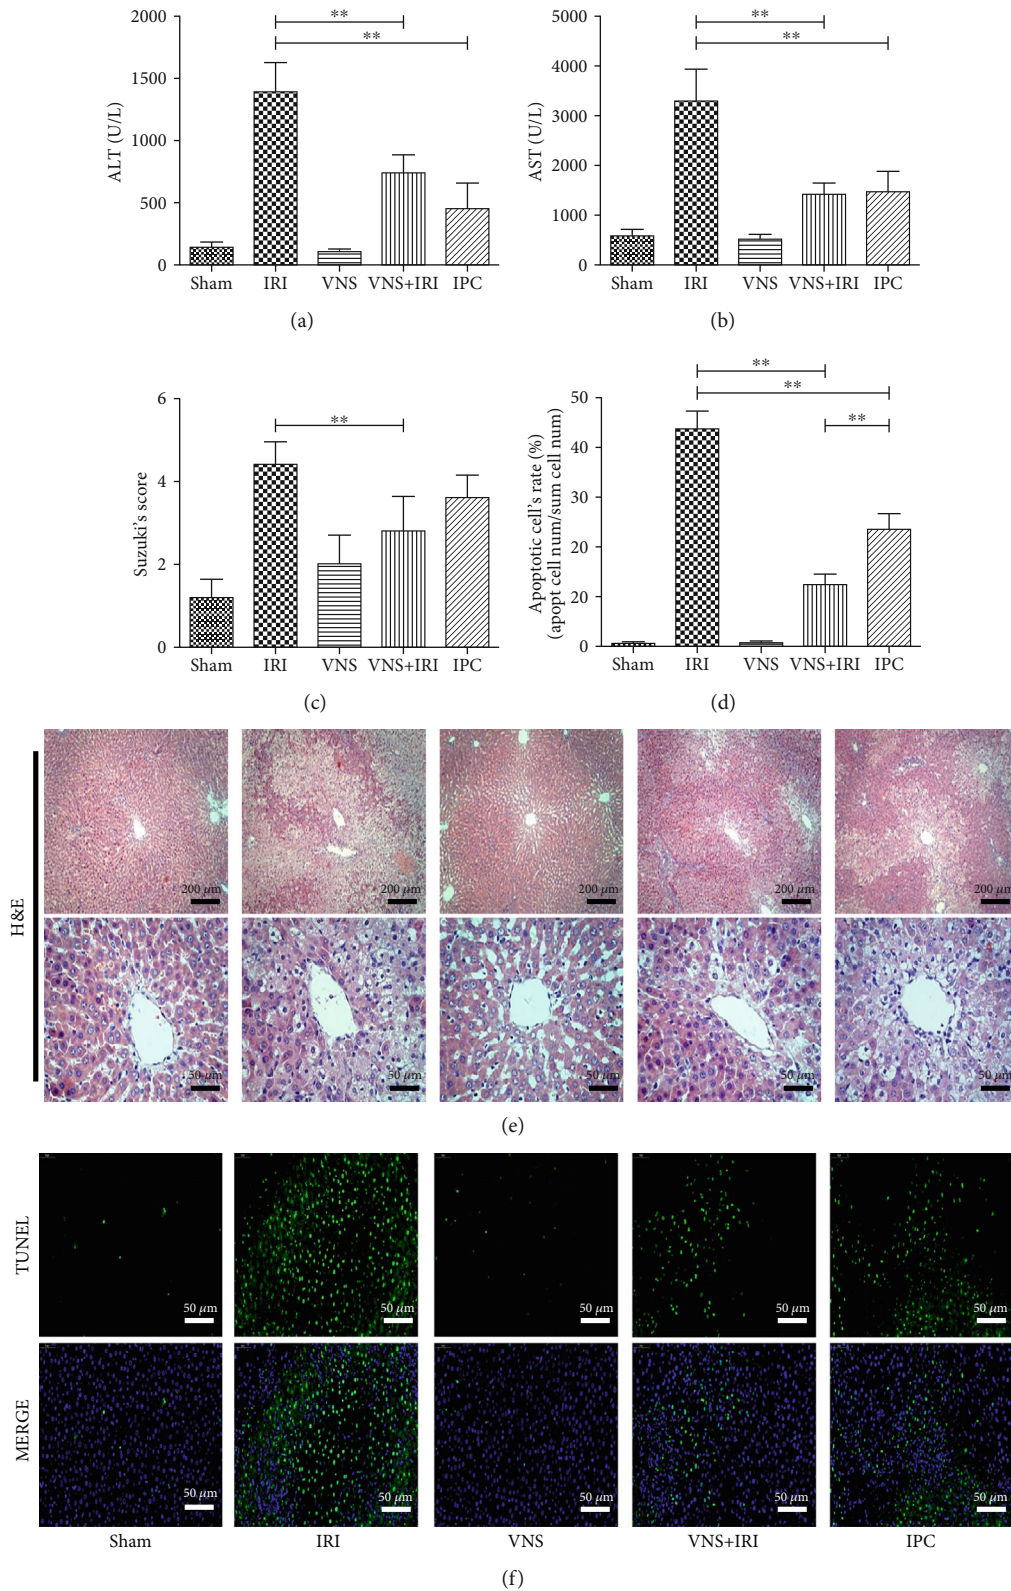 2000
1500
1000
500
0
ALT (U/L)
**
**
Sham IRI VNS VNS+IRI IPC
(a)
5000
4000
3000
2000
1000
0
AST (U/L)
**
**
Sham IRI VNS VNS+IRI IPC
(b)
6
4
2
0
Suzuki's score
**
Sham IRI VNS VNS+IRI IPC
(c)
50
40
30
20
20
0
Apoptotic cell's rate (%)
(apopt cell num/sum cell num)
**
**
**
Sham IRI VNS VNS+IRI IPC
(d)
H&E
200 μm 200 μm 200 μm 200 μm 200 μm
50 μm 50 μm 50 μm 50 μm 50 μm
(e)
TUNEL
50 μm 50 μm 50 μm 50 μm 50 μm
MERGE
50 μm 50 μm 50 μm 50 μm 50 μm
Sham IRI VNS VNS+IRI IPC
(f)